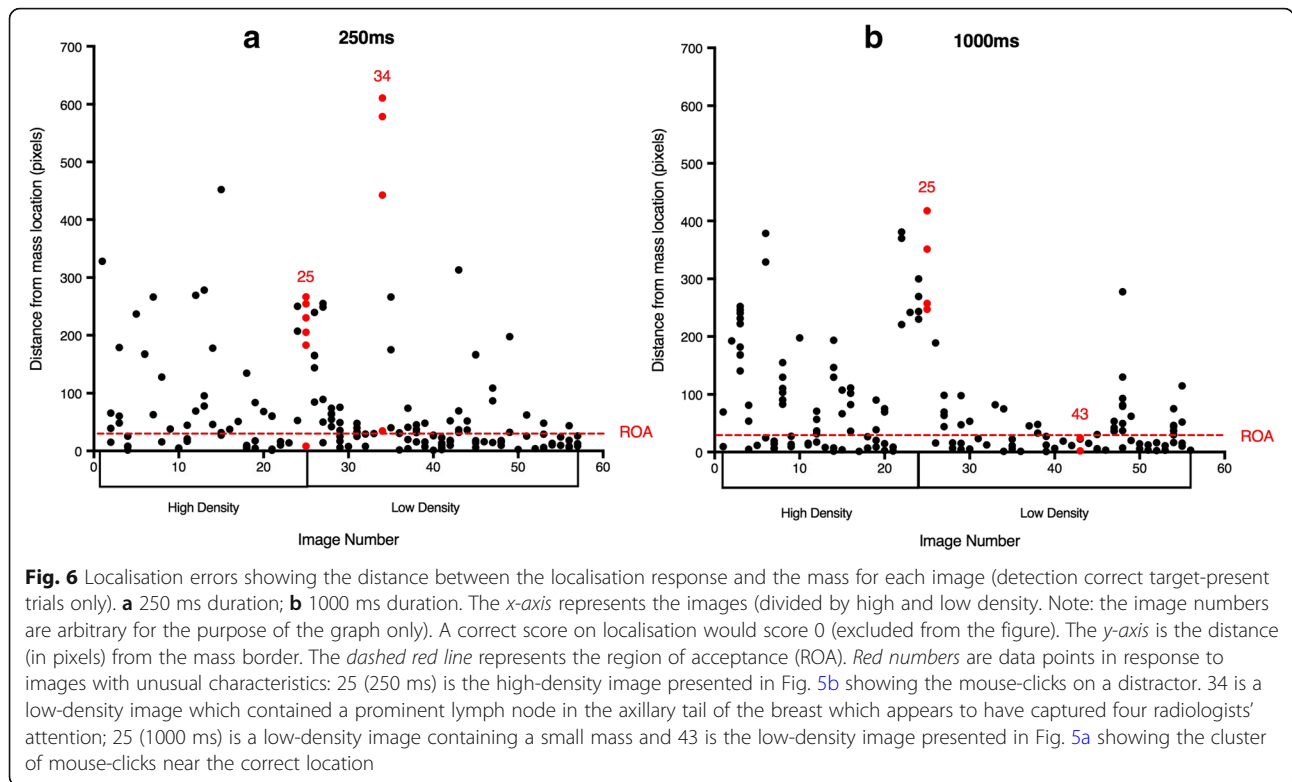 a 250ms
700
600
500
400
300
200
100
0
Distance from mass location (pixels)
34
25
ROA
0 10 20 30 40 50 60
High Density Low Density
Image Number
b 1000ms
700
600
500
400
300
200
100
0
Distance from mass location (pixels)
25
43
ROA
0 10 20 30 40 50 60
High Density Low Density
Image Number
Fig. 6 Localisation errors showing the distance between the localisation response and the mass for each image (detection correct target-present
trials only). a 250 ms duration; b 1000 ms duration. The x-axis represents the images (divided by high and low density. Note: the image numbers
are arbitrary for the purpose of the graph only). A correct score on localisation would score 0 (excluded from the figure). The y-axis is the distance
(in pixels) from the mass border. The dashed red line represents the region of acceptance (ROA). Red numbers are data points in response to
images with unusual characteristics: 25 (250 ms) is the high-density image presented in Fig. 5b showing the mouse-clicks on a distractor. 34 is a
low-density image which contained a prominent lymph node in the axillary tail of the breast which appears to have captured four radiologists'
attention; 25 (1000 ms) is a low-density image containing a small mass and 43 is the low-density image presented in Fig. 5a showing the cluster
of mouse-clicks near the correct location